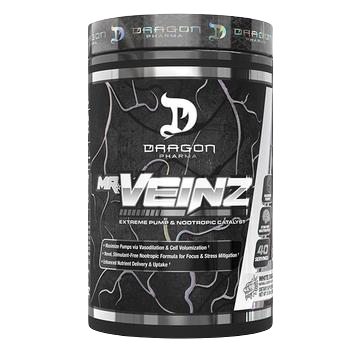 DRAGON
PHARMA
DRAGON
PHARMA
MR. VEINZ
EXTREME PUMP & NOOTROPIC CATALYST
• Maximize Pumps via Vasodilation & Cell Volumization
• Novel, Stimulant-Free Nootropic Formula for Focus & Stress Mitigation
• Enhanced Nutrient Delivery & Uptake
40
SERVINGS